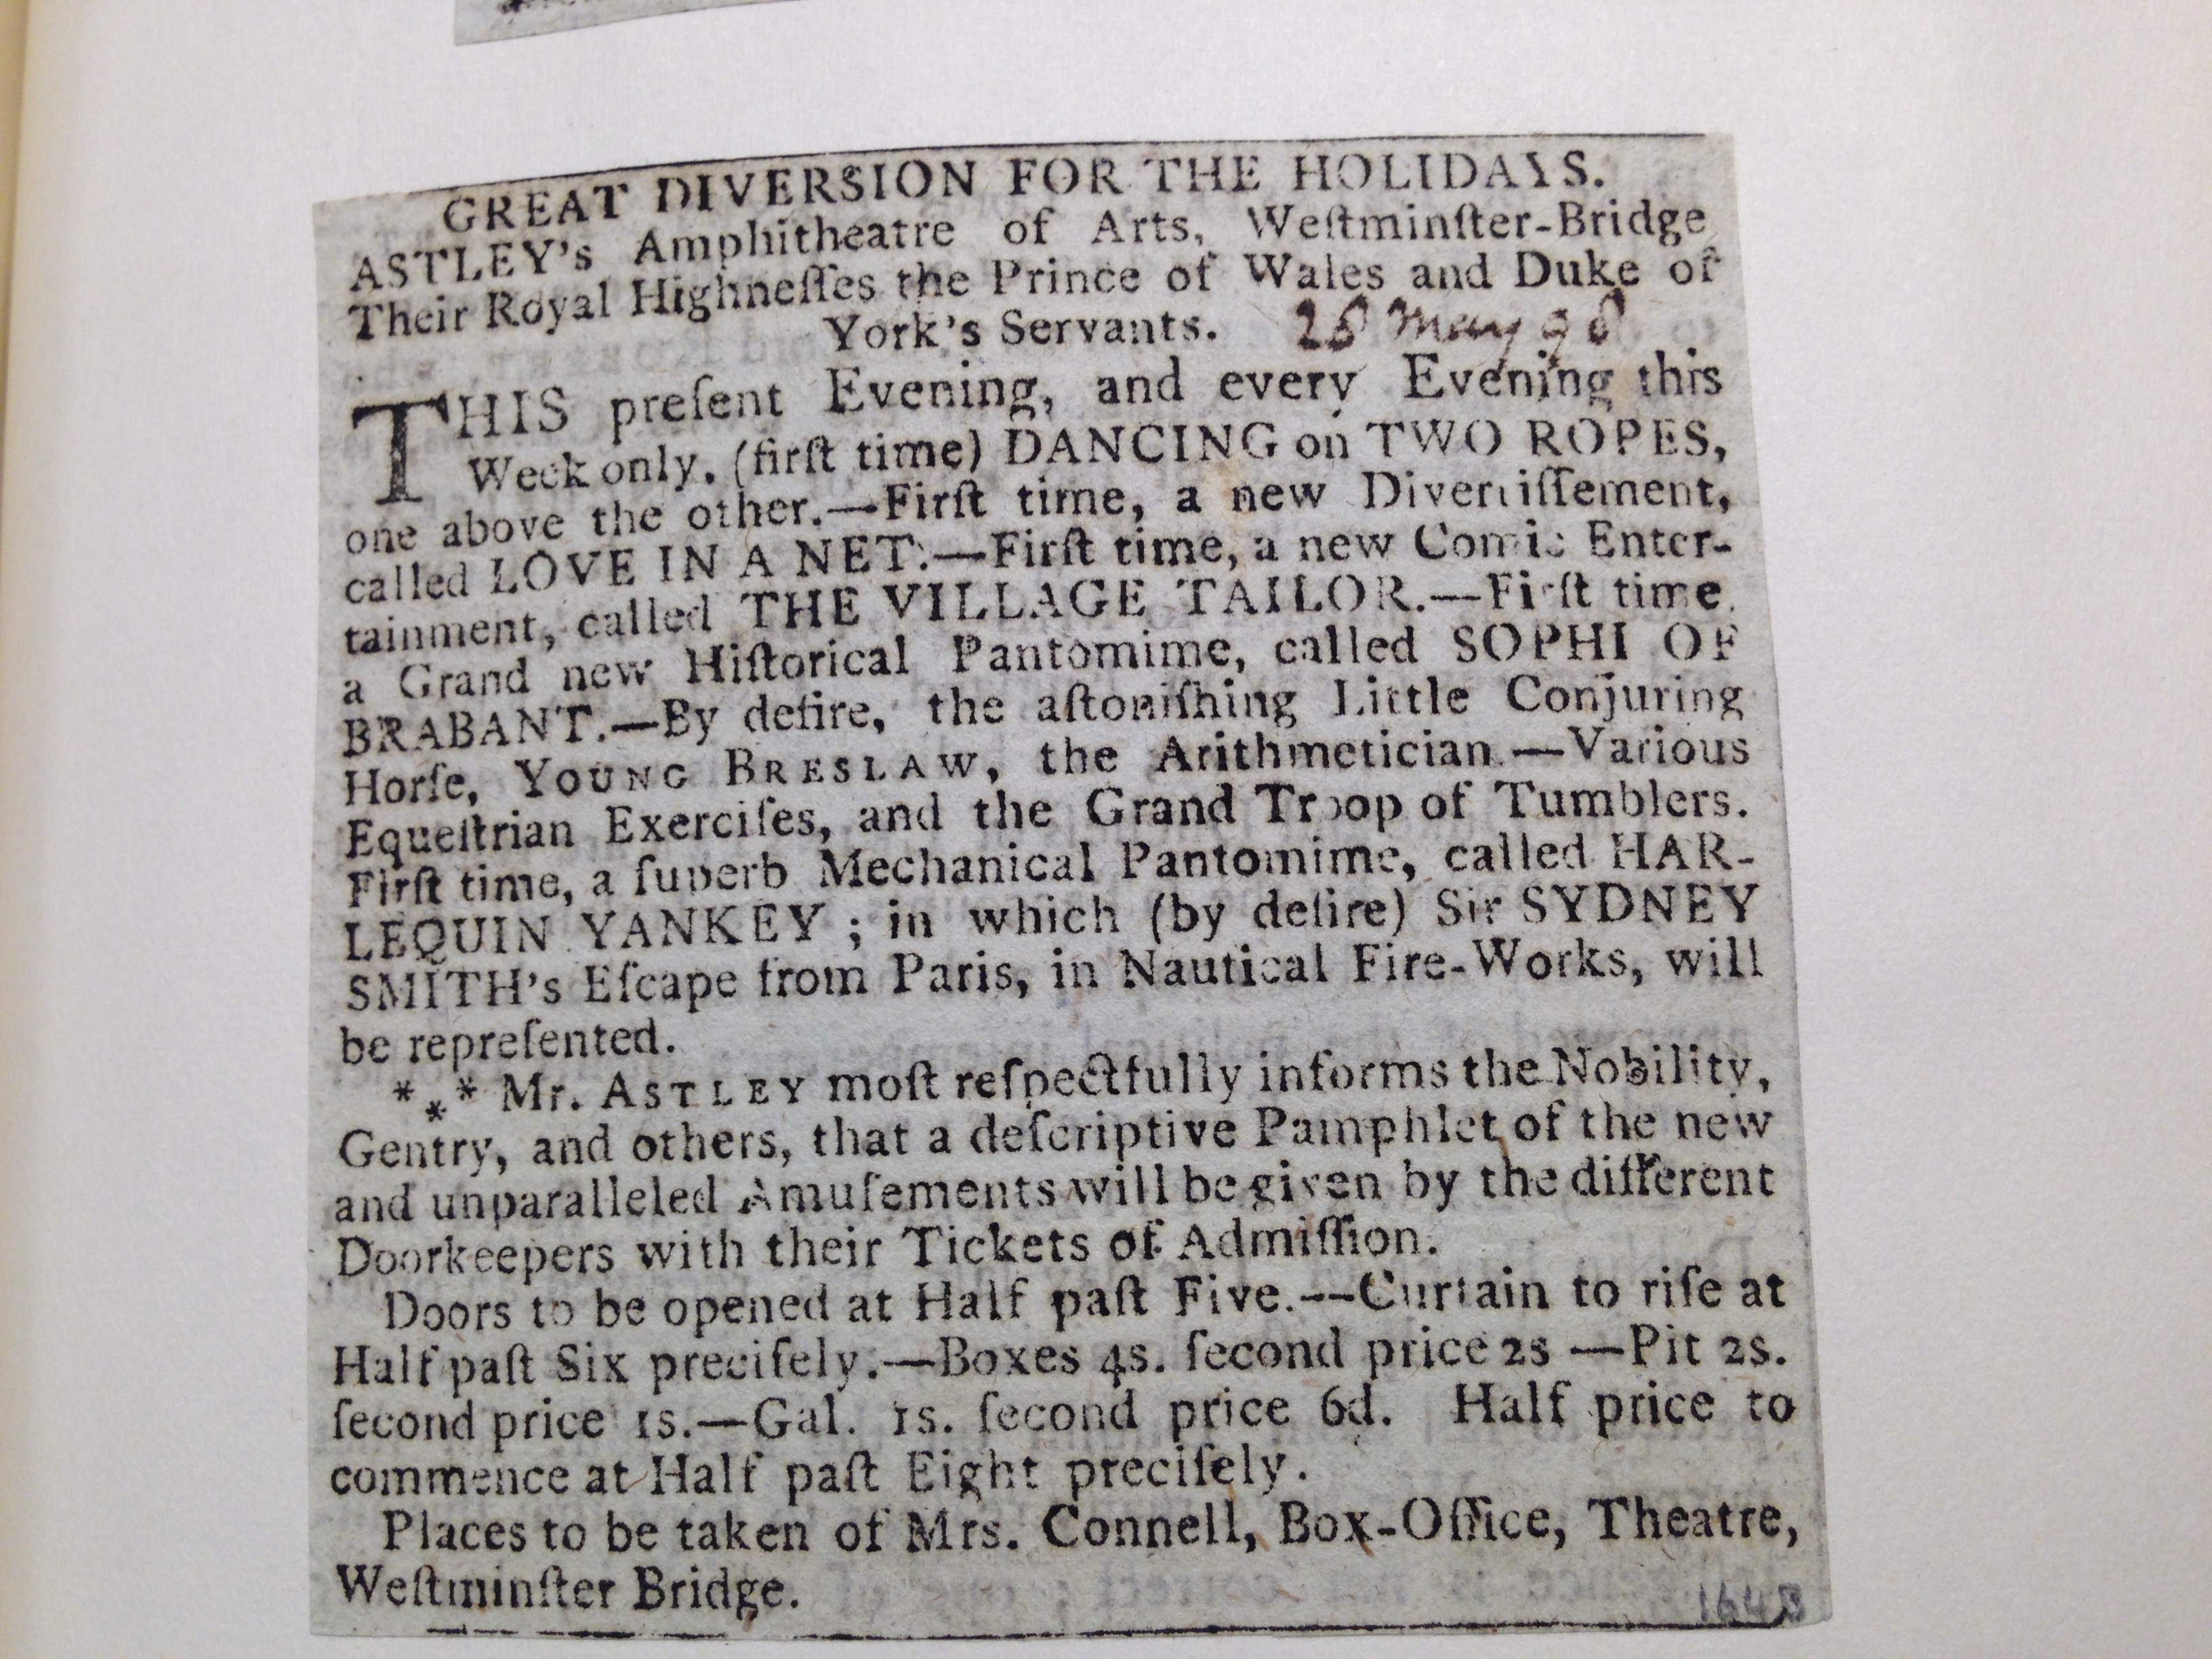 GREAT DIVERSION FOR THE HOLIDAYS.
ASTLEY's Amphitheatre of Arts, Weſtminſter-Bridge
Their Royal Highneſſes the Prince of Wales and Duke of
York's Servants. 28 May 98
THIS preſent Evening, and every Evening this
Week only, (firſt time) DANCING on TWO ROPES,
one above the other.—Firſt time, a new Divertiſſement,
called LOVE IN A NET.—Firſt time, a new Comic Enter-
tainment, called THE VILLAGE TAILOR.—Firſt time,
a Grand new Hiſtorical Pantomime, called SOPHI OF
BRABANT.—By deſire, the aſtoniſhing Little Conjuring
Horſe, YOUNG BRESLAW, the Arithmetician.—Various
Equeſtrian Exerciſes, and the Grand Troop of Tumblers.
Firſt time, a ſuperb Mechanical Pantomime, called HAR-
LEQUIN YANKEY; in which (by deſire) Sir SYDNEY
SMITH's Eſcape from Paris, in Nautical Fire-Works, will
be repreſented.
*⁎* Mr. ASTLEY moſt reſpectfully informs the Nobility,
Gentry, and others, that a deſcriptive Pamphlet of the new
and unparalleled Amuſements will be given by the different
Doorkeepers with their Tickets of Admiſſion.
Doors to be opened at Half paſt Five.—Curtain to riſe at
Half paſt Six preciſely.—Boxes 4s. ſecond price 2s—Pit 2s.
ſecond price 1s.—Gal. 1s. ſecond price 6d. Half price to
commence at Half paſt Eight preciſely.
Places to be taken of Mrs. Connell, Box-Office, Theatre,
Weſtminſter Bridge.